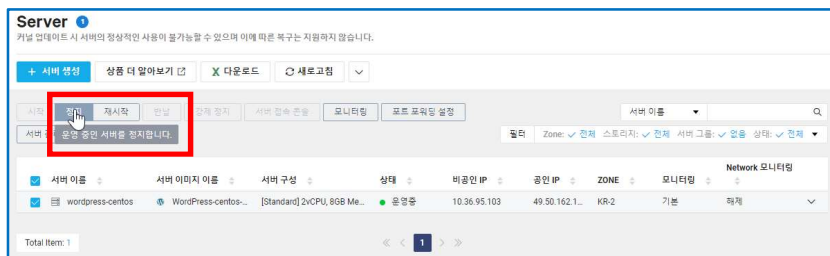 Server 1
커널 업데이트 시 서버의 정상적인 사용이 불가능할 수 있으며 이에 따른 복구는 지원하지 않습니다.
+ 서버 생성 상품 더 알아보기 X 다운로드 새로고침
시작 정지 재시작 반납 강제 정지 서버 접속 콘솔 모니터링 포트 포워딩 설정 서버 이름
서버 운영 중인 서버를 정지합니다. 필터 Zone: 전체 스토리지: 전체 서버 그룹: 없음 상태: 전체
서버 이름 서버 이미지 이름 서버 구성 상태 비공인 IP 공인 IP ZONE 모니터링 Network 모니터링
wordpress-centos WordPress-centos-... [Standard] 2vCPU, 8GB Me... 운영중 10.36.95.103 49.50.162.1... KR-2 기본 해제
Total Item: 1 « < 1 > »